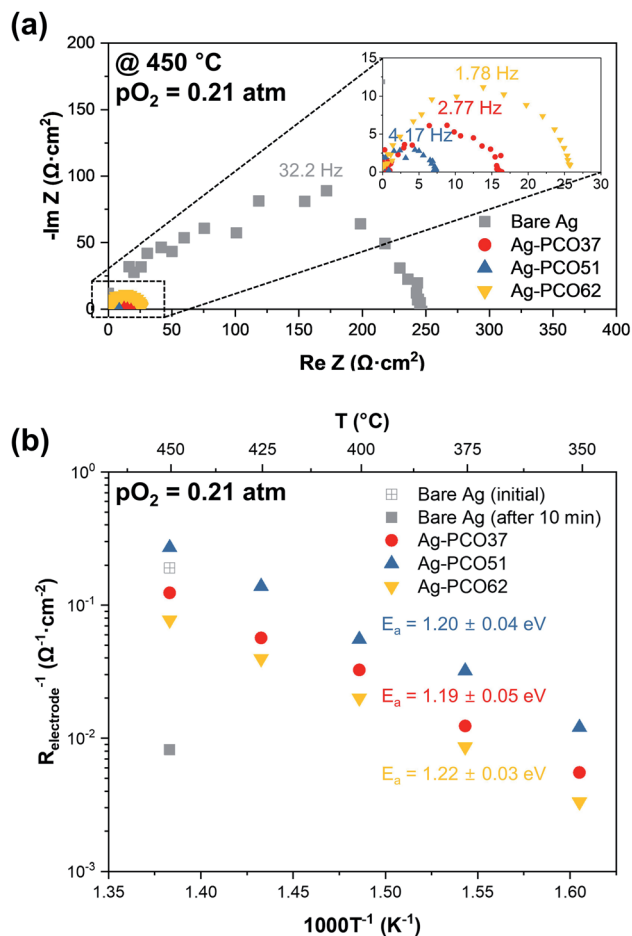 (a)
@ 450 °C
pO2 = 0.21 atm
-Im Z (Ω·cm²)
200
150
100
50
0
32.2 Hz
15
10
5
0
1.78 Hz
2.77 Hz
4.17 Hz
0 5 10 15 20 25 30
Bare Ag
Ag-PCO37
Ag-PCO51
Ag-PCO62
0 50 100 150 200 250 300 350 400
Re Z (Ω·cm²)
(b)
T (°C)
450 425 400 375 350
pO2 = 0.21 atm
Relectrode⁻¹ (Ω⁻¹·cm⁻²)
10⁰
10⁻¹
10⁻²
10⁻³
Bare Ag (initial)
Bare Ag (after 10 min)
Ag-PCO37
Ag-PCO51
Ag-PCO62
Ea = 1.20 ± 0.04 eV
Ea = 1.19 ± 0.05 eV
Ea = 1.22 ± 0.03 eV
1.35 1.40 1.45 1.50 1.55 1.60
1000T⁻¹ (K⁻¹)